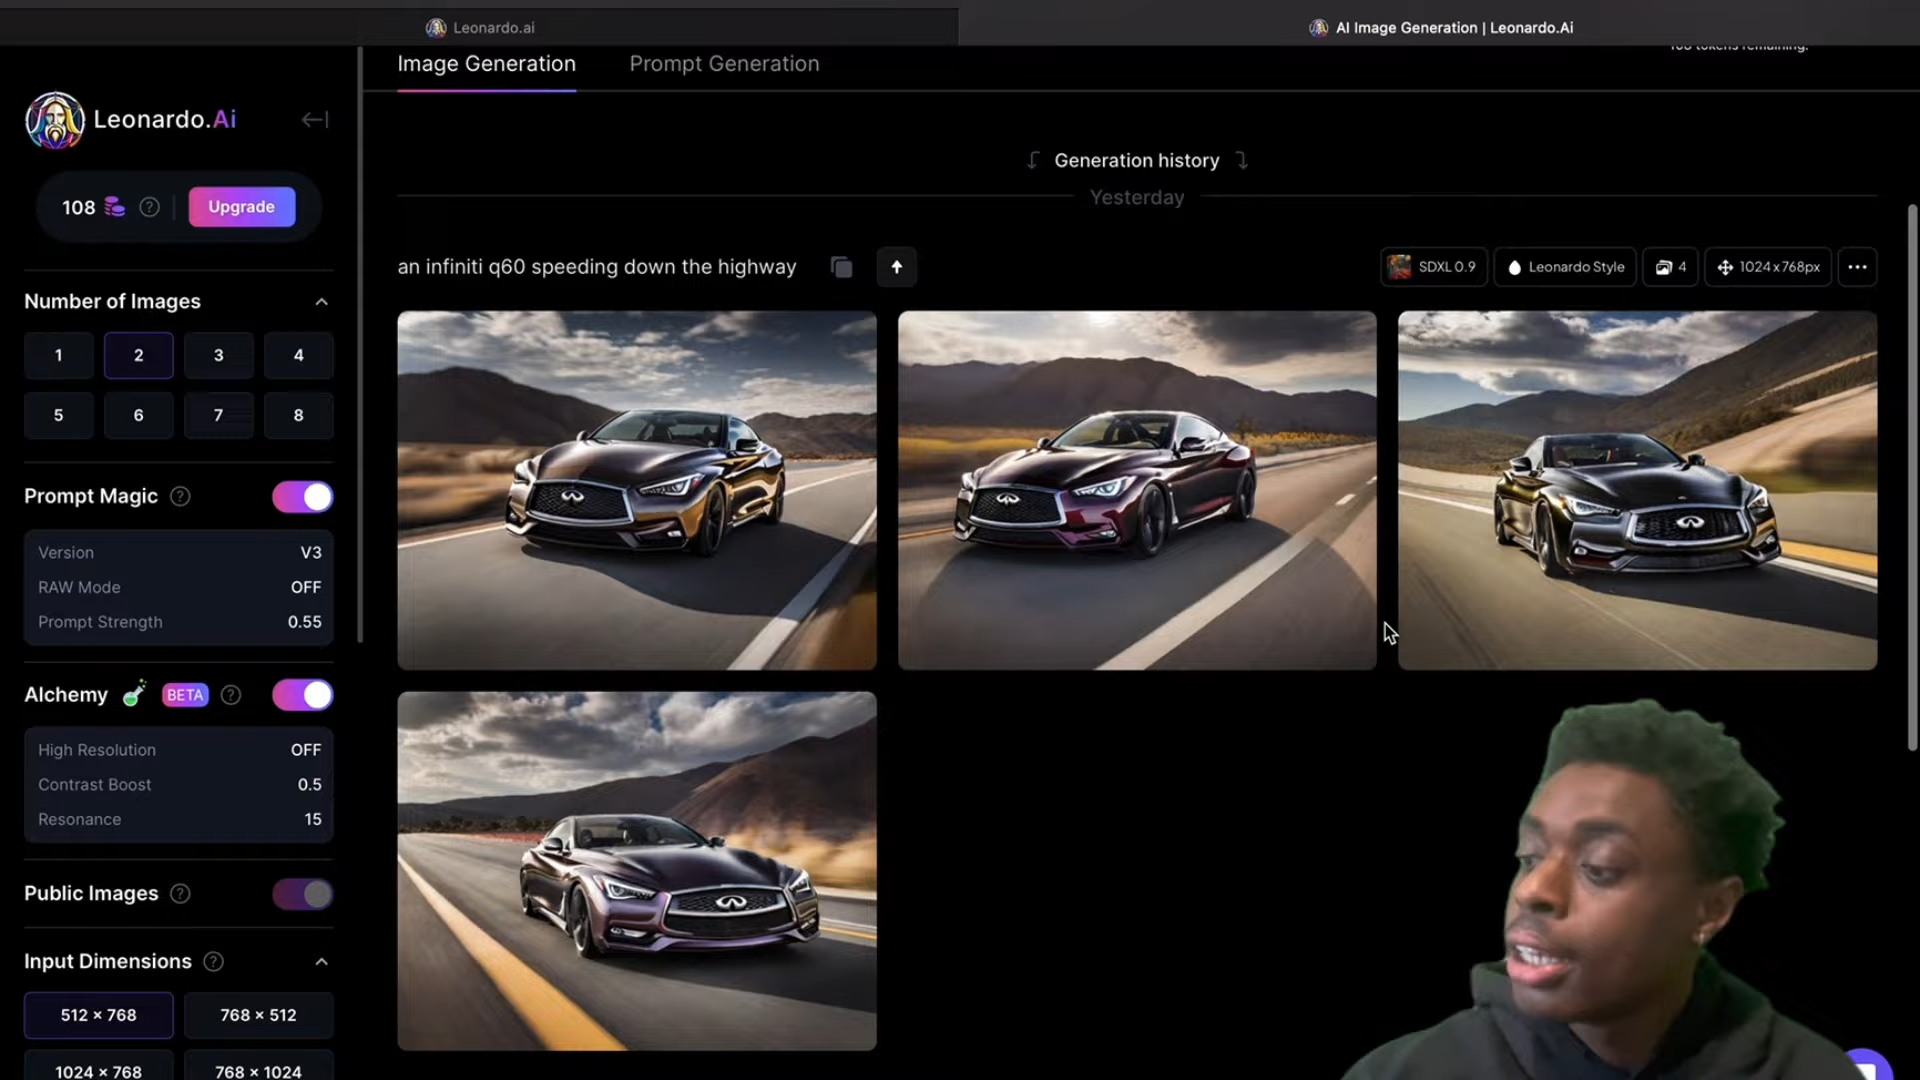 Leonardo.ai
AI Image Generation | Leonardo.Ai
Image Generation
Prompt Generation
tokens remaining.
Leonardo.Ai
108
Upgrade
Generation history
Yesterday
an infiniti q60 speeding down the highway
SDXL 0.9
Leonardo Style
4
1024 x 768px
Number of Images
1 2 3 4
5 6 7 8
Prompt Magic
Version V3
RAW Mode OFF
Prompt Strength 0.55
Alchemy BETA
High Resolution OFF
Contrast Boost 0.5
Resonance 15
Public Images
Input Dimensions
512 × 768
768 × 512
1024 × 768
768 × 1024